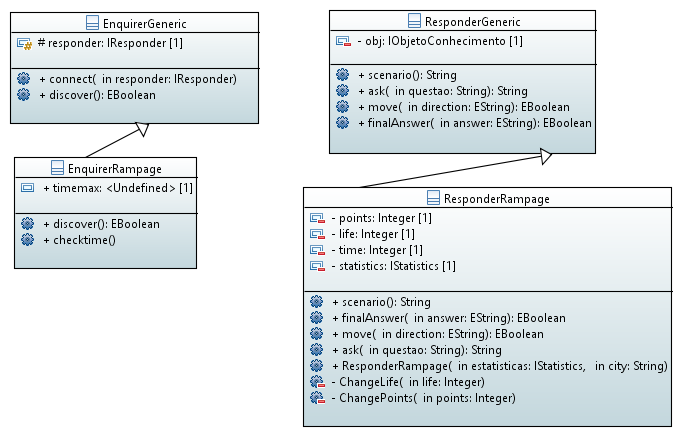 EnquirerGeneric
# responder: IResponder [1]
+ connect( in responder: IResponder)
+ discover(): EBoolean
ResponderGeneric
- obj: IObjetoConhecimento [1]
+ scenario(): String
+ ask( in questao: String): String
+ move( in direction: EString): EBoolean
+ finalAnswer( in answer: EString): EBoolean
EnquirerRampage
+ timemax: <Undefined> [1]
+ discover(): EBoolean
+ checktime()
ResponderRampage
- points: Integer [1]
- life: Integer [1]
- time: Integer [1]
- statistics: IStatistics [1]
+ scenario(): String
+ finalAnswer( in answer: EString): EBoolean
+ move( in direction: EString): EBoolean
+ ask( in questao: String): String
+ ResponderRampage( in estatisticas: IStatistics, in city: String)
- ChangeLife( in life: Integer)
- ChangePoints( in points: Integer)